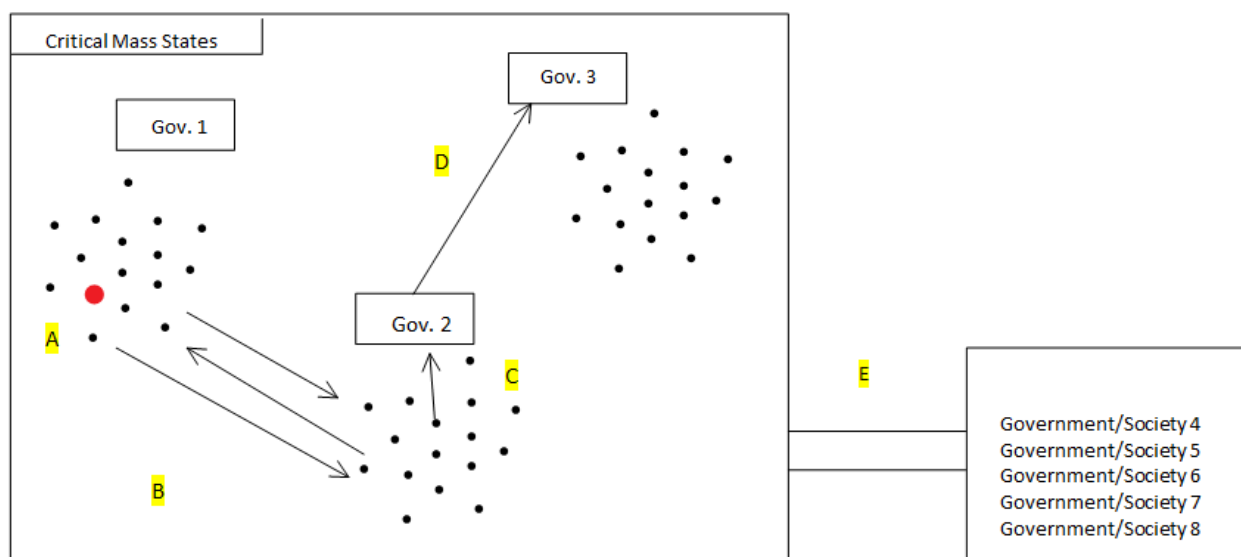 Critical Mass States
Gov. 3
Gov. 1
D
Gov. 2
A
C
E
B
Government/Society 4
Government/Society 5
Government/Society 6
Government/Society 7
Government/Society 8